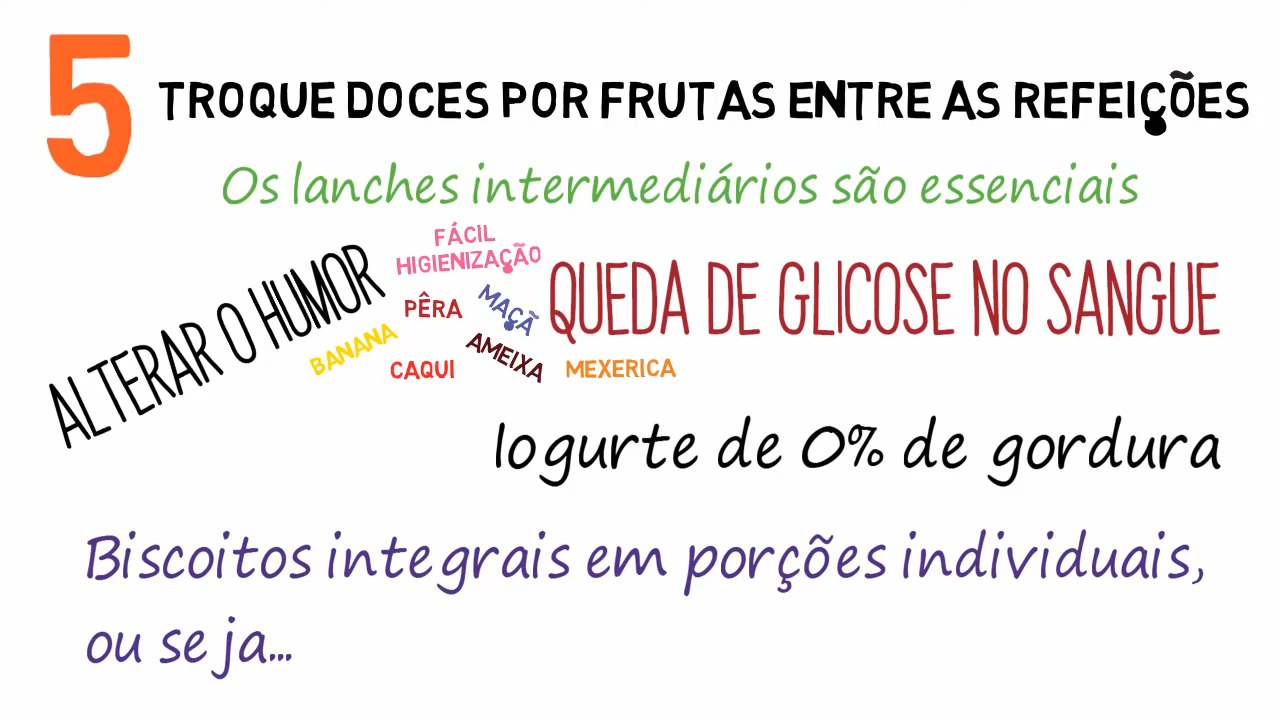 5
TROQUE DOCES POR FRUTAS ENTRE AS REFEIÇÕES
Os lanches intermediários são essenciais
ALTERAR O HUMOR
FÁCIL
HIGIENIZAÇÃO
PÊRA
MAÇÃ
BANANA
CAQUI
AMEIXA
MEXERICA
QUEDA DE GLICOSE NO SANGUE
Iogurte de 0% de gordura
Biscoitos integrais em porções individuais,
ou seja...